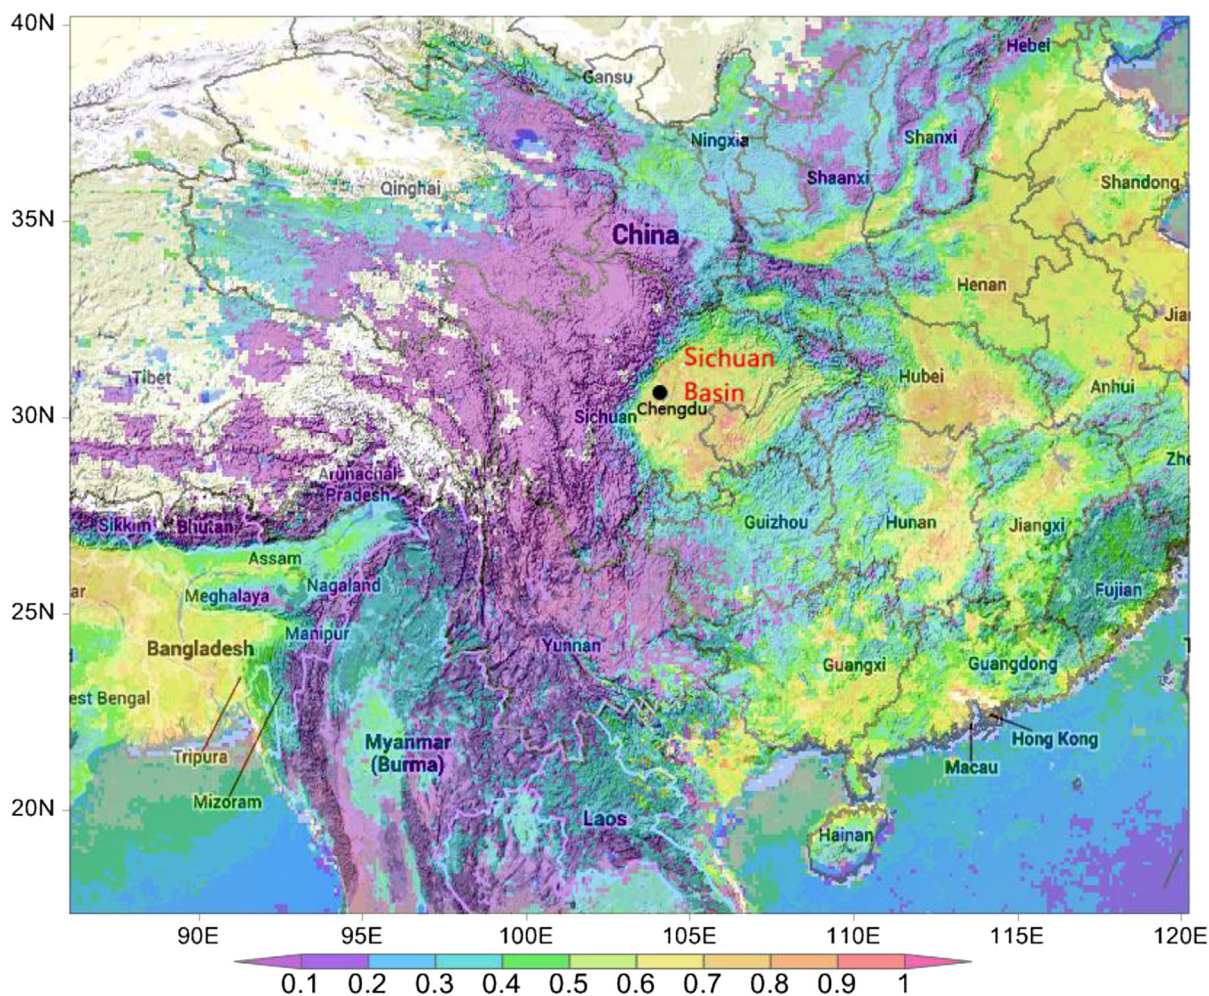 40N
Hebei
Gansu
Ningxia
Shanxi
Shaanxi
Qinghai
Shandong
35N
China
Henan
Jia
Sichuan
Basin
Tibet
Hubei
Anhui
30N
Sichuan
Chengdu
Zhe
Arunachal
Pradesh
Sikkim
Bhutan
Guizhou
Hunan
Jiangxi
Assam
Nagaland
Meghalaya
ar
Fujian
25N
Manipur
Bangladesh
Yunnan
Guangxi
Guangdong
est Bengal
Myanmar
(Burma)
Hong Kong
Tripura
Macau
Mizoram
20N
Laos
Hainan
90E 95E 100E 105E 110E 115E 120E
0.1 0.2 0.3 0.4 0.5 0.6 0.7 0.8 0.9 1